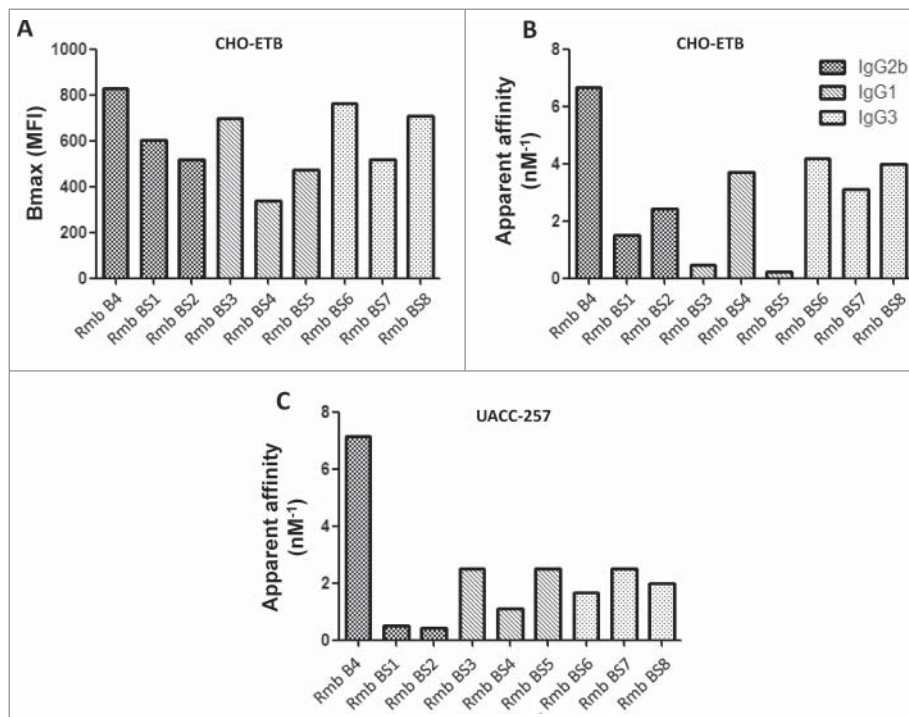 A
CHO-ETB
Bmax (MFI)
1000
800
600
400
200
0
Rmb B4
Rmb BS1
Rmb BS2
Rmb BS3
Rmb BS4
Rmb BS5
Rmb BS6
Rmb BS7
Rmb BS8
B
CHO-ETB
Apparent affinity
(nM-1)
8
6
4
2
0
IgG2b
IgG1
IgG3
Rmb B4
Rmb BS1
Rmb BS2
Rmb BS3
Rmb BS4
Rmb BS5
Rmb BS6
Rmb BS7
Rmb BS8
C
UACC-257
Apparent affinity
(nM-1)
8
6
4
2
0
Rmb B4
Rmb BS1
Rmb BS2
Rmb BS3
Rmb BS4
Rmb BS5
Rmb BS6
Rmb BS7
Rmb BS8